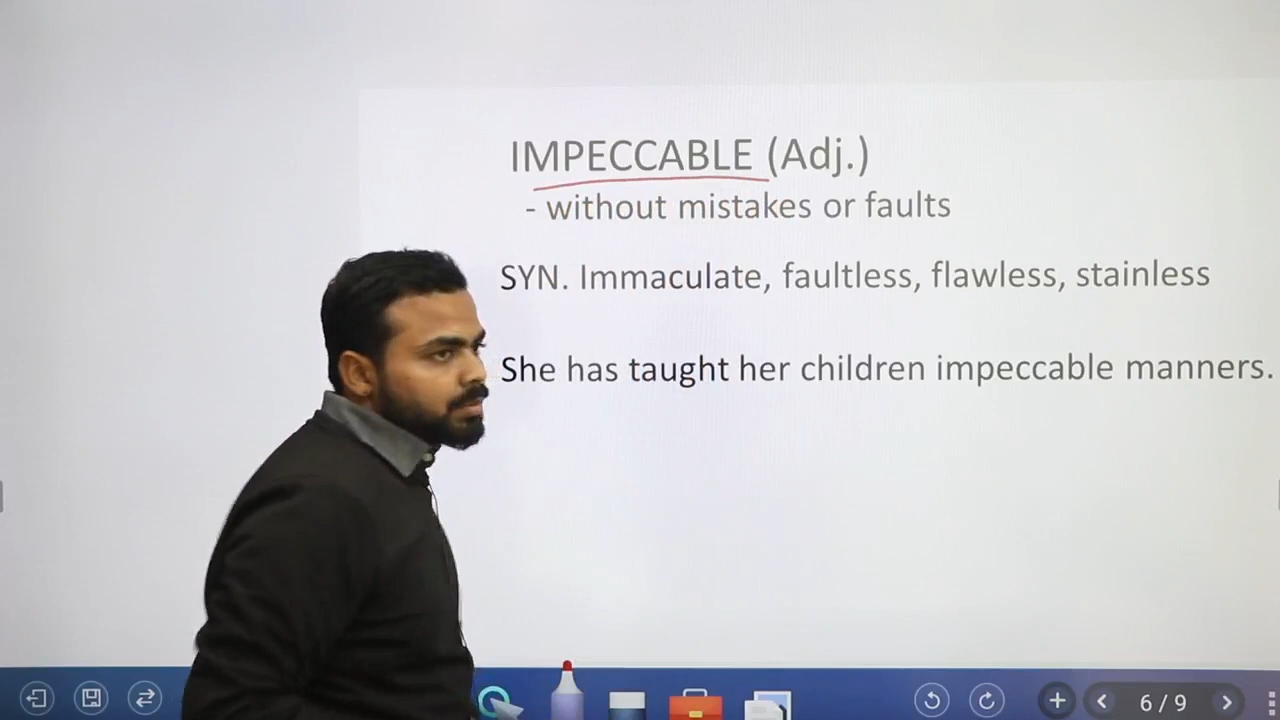 IMPECCABLE (Adj.)
- without mistakes or faults
SYN. Immaculate, faultless, flawless, stainless
She has taught her children impeccable manners.
6 / 9